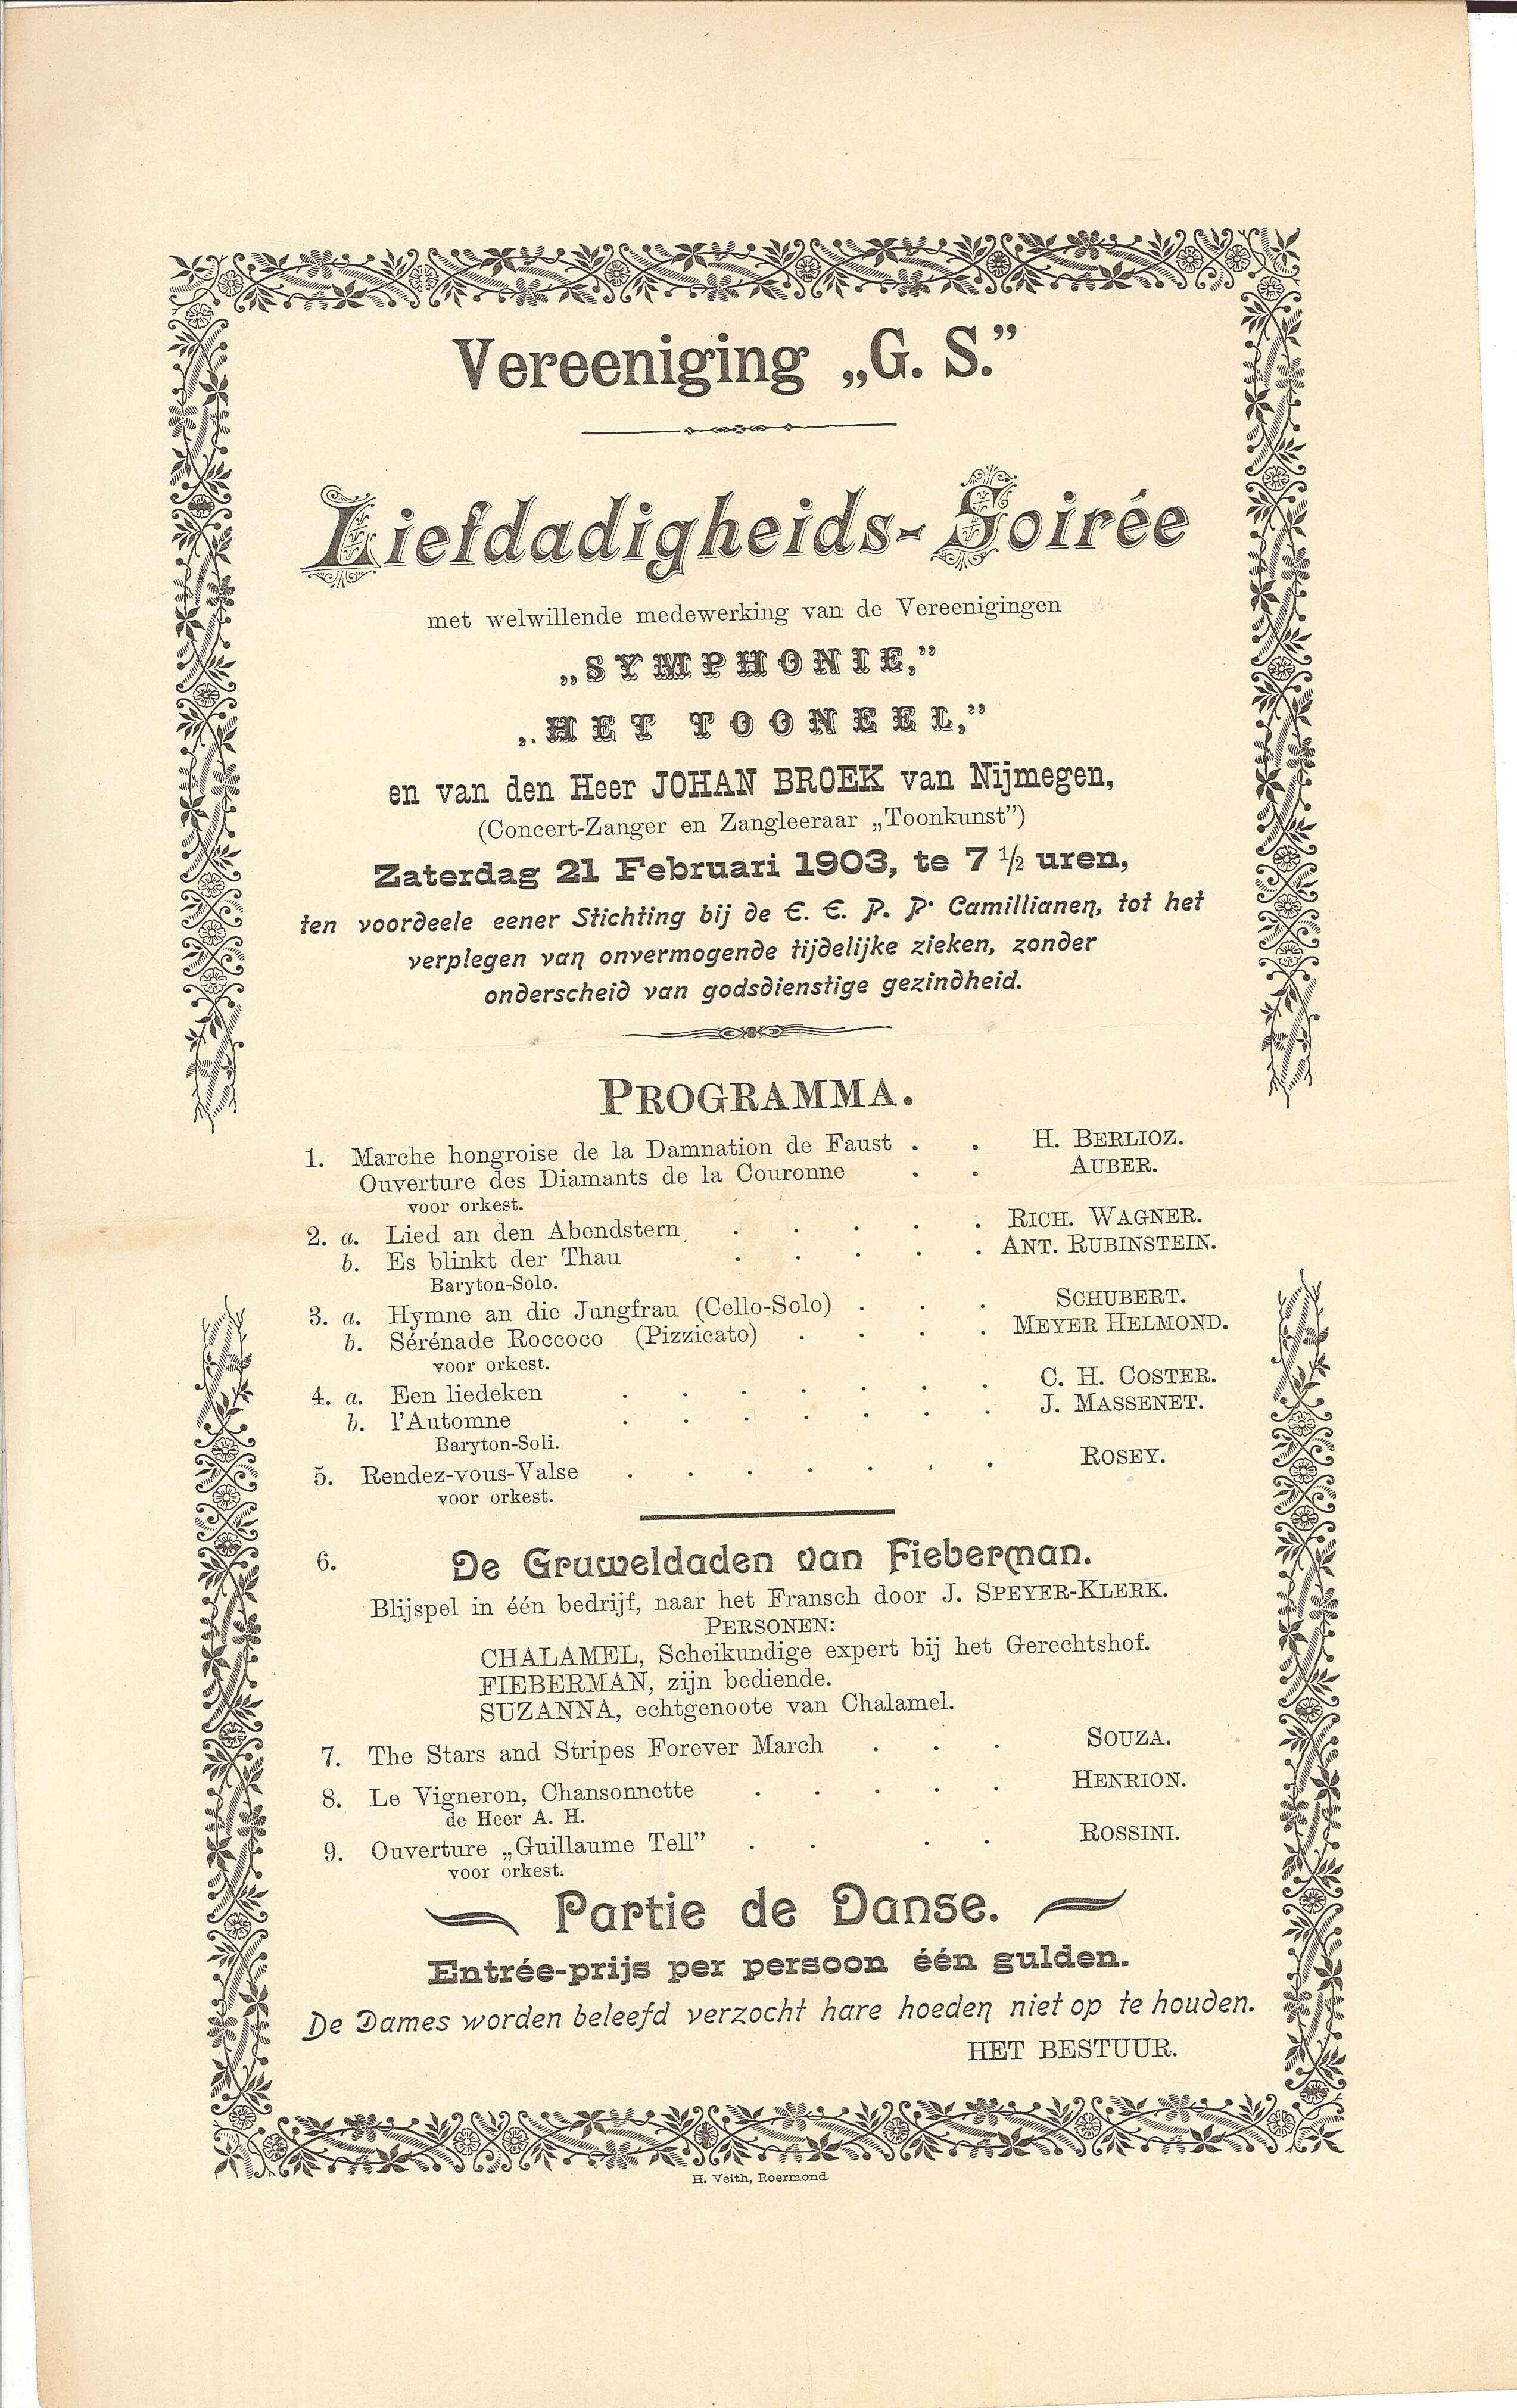 Vereeniging „G. S.”
Liefdadigheids-Soirée
met welwillende medewerking van de Vereenigingen
„SYMPHONIE,”
„HET TOONEEL,”
en van den Heer JOHAN BROEK van Nijmegen,
(Concert-Zanger en Zangleeraar „Toonkunst”)
Zaterdag 21 Februari 1903, te 7 1/2 uren,
ten voordeele eener Stichting bij de E. E. P. P. Camillianen, tot het
verplegen van onvermogende tijdelijke zieken, zonder
onderscheid van godsdienstige gezindheid.
PROGRAMMA.
1. Marche hongroise de la Damnation de Faust . . H. BERLIOZ.
Ouverture des Diamants de la Couronne . . AUBER.
voor orkest.
2. a. Lied an den Abendstern . . . . . RICH. WAGNER.
b. Es blinkt der Thau . . . . . ANT. RUBINSTEIN.
Baryton-Solo.
3. a. Hymne an die Jungfrau (Cello-Solo) . . . SCHUBERT.
b. Sérénade Roccoco (Pizzicato) . . . . MEYER HELMOND.
voor orkest.
4. a. Een liedeken . . . . . . . C. H. COSTER.
b. l'Automne . . . . . . . J. MASSENET.
Baryton-Soli.
5. Rendez-vous-Valse . . . . . . . ROSEY.
voor orkest.
6. De Gruweldaden van Fieberman.
Blijspel in één bedrijf, naar het Fransch door J. SPEYER-KLERK.
PERSONEN:
CHALAMEL, Scheikundige expert bij het Gerechtshof.
FIEBERMAN, zijn bediende.
SUZANNA, echtgenoote van Chalamel.
7. The Stars and Stripes Forever March . . . SOUZA.
8. Le Vigneron, Chansonnette . . . . . HENRION.
de Heer A. H.
9. Ouverture „Guillaume Tell” . . . . ROSSINI.
voor orkest.
Partie de Danse.
Entrée-prijs per persoon één gulden.
De Dames worden beleefd verzocht hare hoeden niet op te houden.
HET BESTUUR.
H. Veith, Roermond